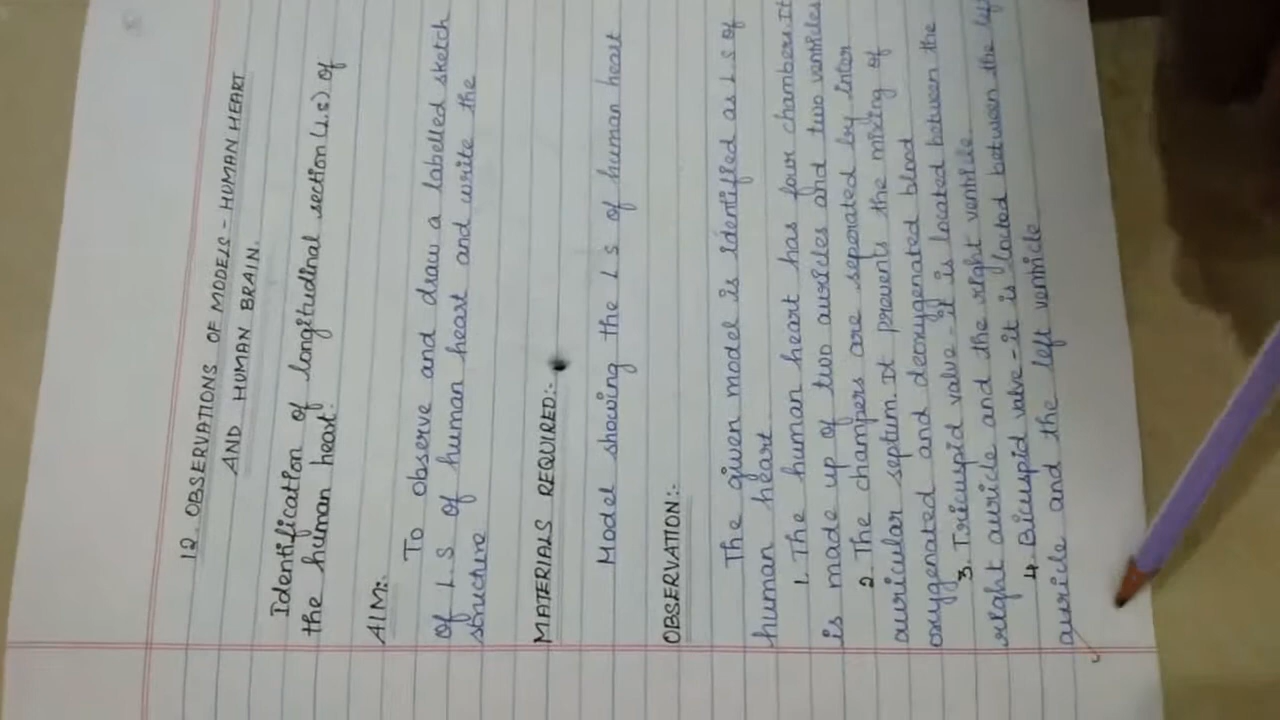 12. OBSERVATIONS OF MODELS - HUMAN HEART
AND HUMAN BRAIN.
Identification of longitudinal section (L.S) of
the human heart.
AIM:-
To observe and draw a labelled sketch
of L S of human heart and write the
structure
MATERIALS REQUIRED:-
Model showing the L S of human heart
OBSERVATION:-
The given model is identified as L S of
human heart
1. The human heart has four chambers. It
is made up of two auricles and two ventricles
2. The champers are seperated by inter
auricular septum. It prevents the mixing of
oxygenated and deoxygenated blood
3. Tricuspid valve - it is located between the
right auricle and the right ventricle
4. Bicuspid valve - it is located between the left
auricle and the left ventricle